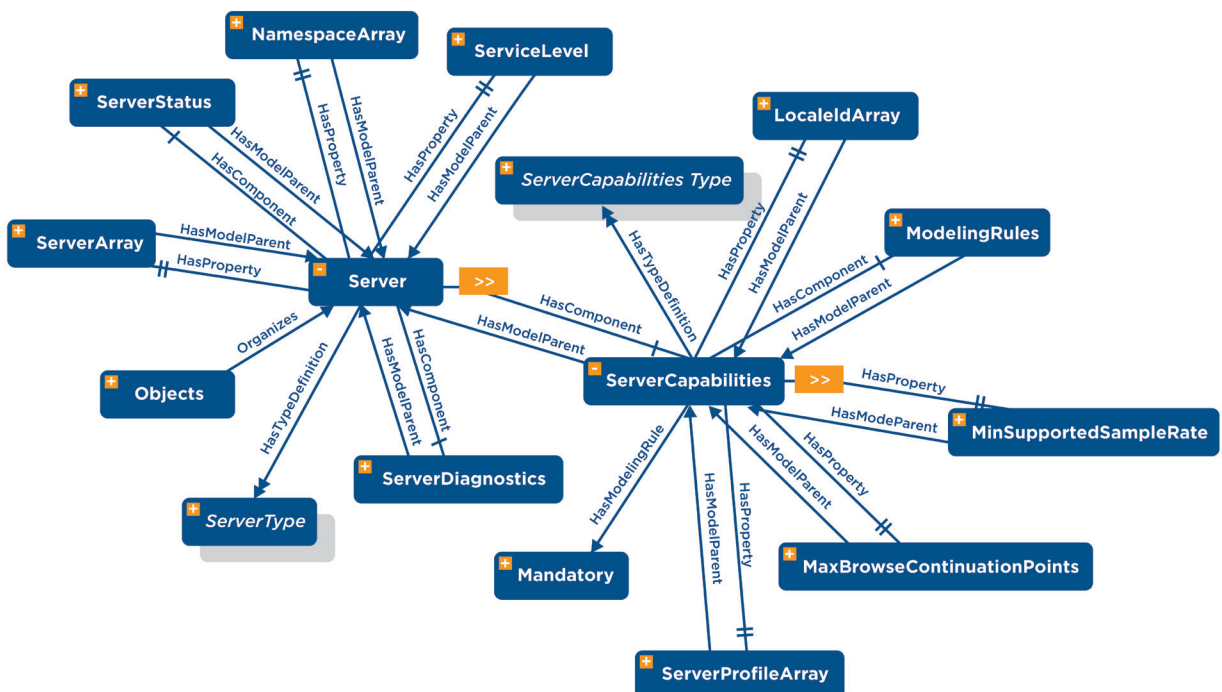 NamespaceArray
ServiceLevel
ServerStatus
LocaleIdArray
HasProperty
HasModelParent
HasProperty
HasModelParent
HasModelParent
HasComponent
ServerCapabilities Type
HasProperty
HasModelParent
ServerArray
HasModelParent
HasProperty
ModelingRules
HasTypeDefinition
HasComponent
HasModelParent
Server
>>
HasComponent
HasModelParent
Organizes
ServerCapabilities
>>
HasProperty
HasModeParent
MinSupportedSampleRate
Objects
HasTypeDefinition
HasModelParent
HasComponent
HasModelingRule
HasModelParent
HasProperty
HasModelParent
HasProperty
ServerDiagnostics
ServerType
Mandatory
MaxBrowseContinuationPoints
ServerProfileArray